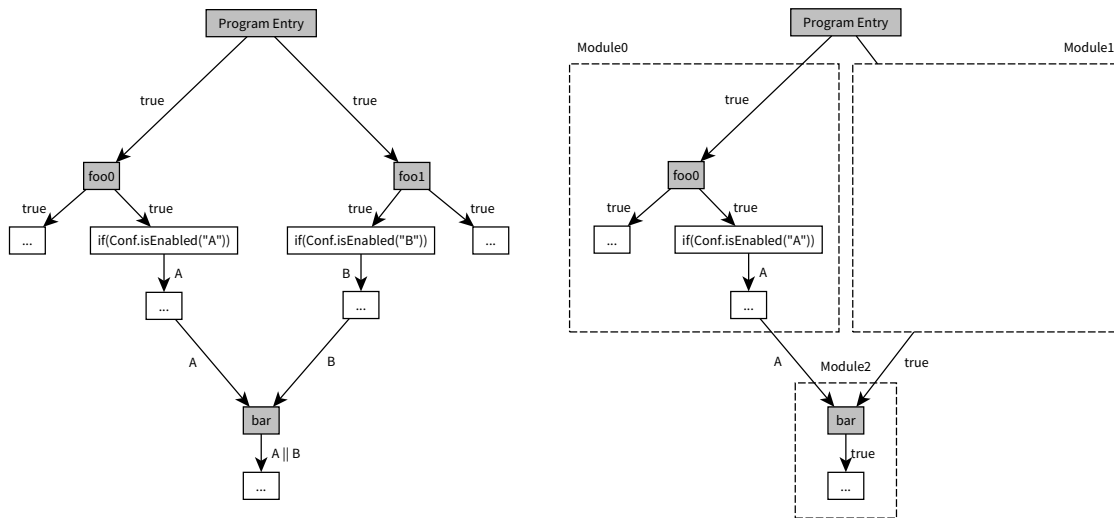 Program Entry
true
true
foo0
foo1
true
true
true
true
...
if(Conf.isEnabled("A"))
if(Conf.isEnabled("B"))
...
A
B
...
...
A
B
bar
A || B
...
Program Entry
Module0
Module1
true
foo0
true
true
...
if(Conf.isEnabled("A"))
A
...
A
Module2
true
bar
true
...